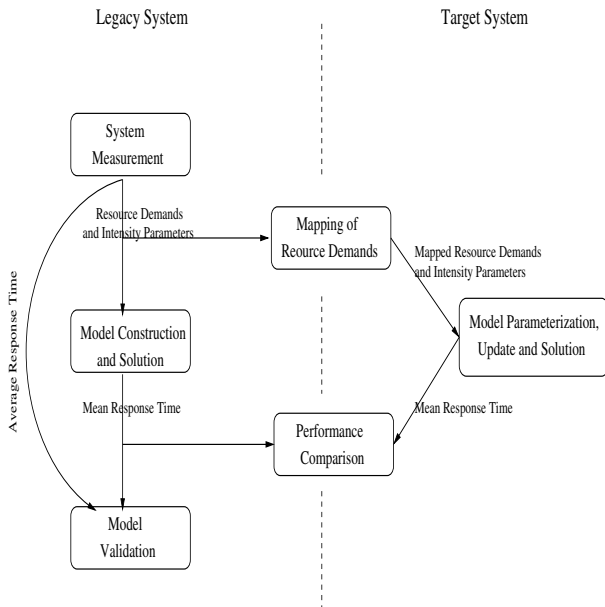 Legacy System
Target System
System
Measurement
Resource Demands
and Intensity Parameters
Mapping of
Reource Demands
Mapped Resource Demands
and Intensity Parameters
Average Response Time
Model Construction
and Solution
Model Parameterization,
Update and Solution
Mean Response Time
Mean Response Time
Performance
Comparison
Model
Validation